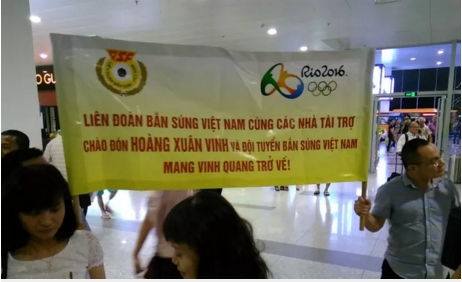 VSF
Rio2016
LIÊN ĐOÀN BẮN SÚNG VIỆT NAM CÙNG CÁC NHÀ TÀI TRỢ
CHÀO ĐÓN HOÀNG XUÂN VINH VÀ ĐỘI TUYỂN BẮN SÚNG VIỆT NAM
MANG VINH QUANG TRỞ VỀ!